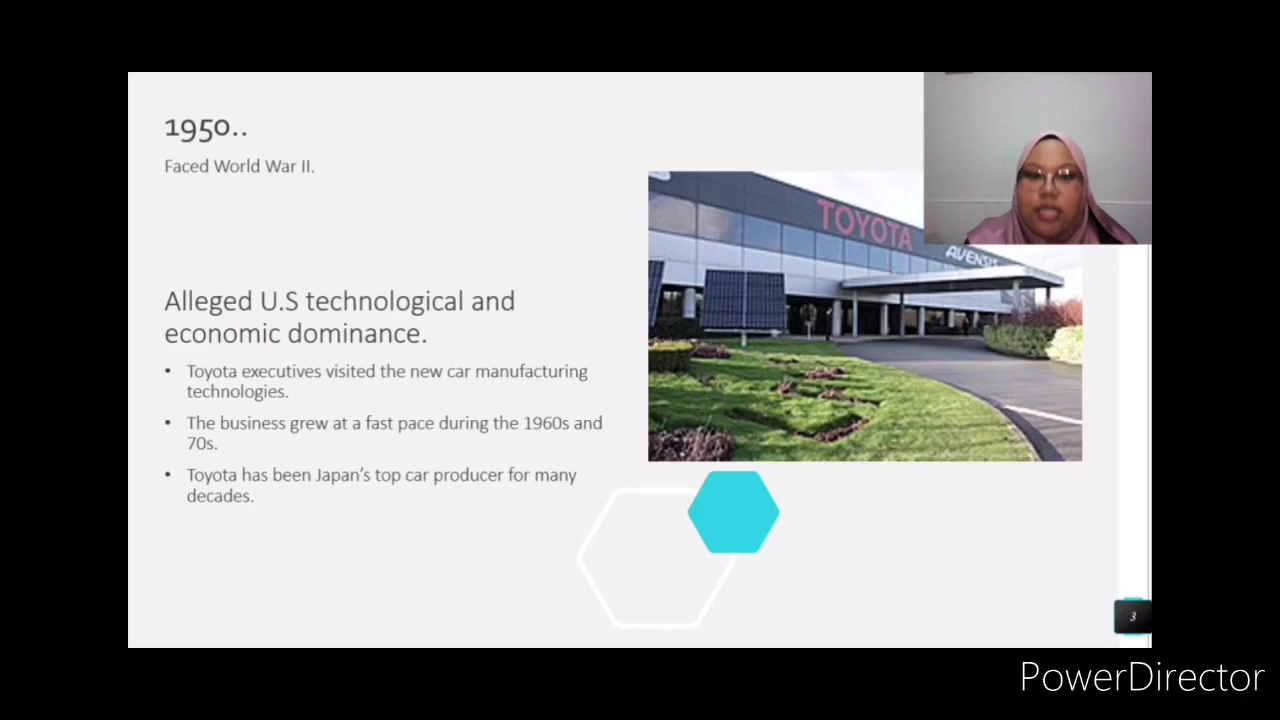 1950..
Faced World War II.
TOYOTA
AVENSIS
Alleged U.S technological and
economic dominance.
• Toyota executives visited the new car manufacturing
technologies.
• The business grew at a fast pace during the 1960s and
70s.
• Toyota has been Japan's top car producer for many
decades.
3
PowerDirector